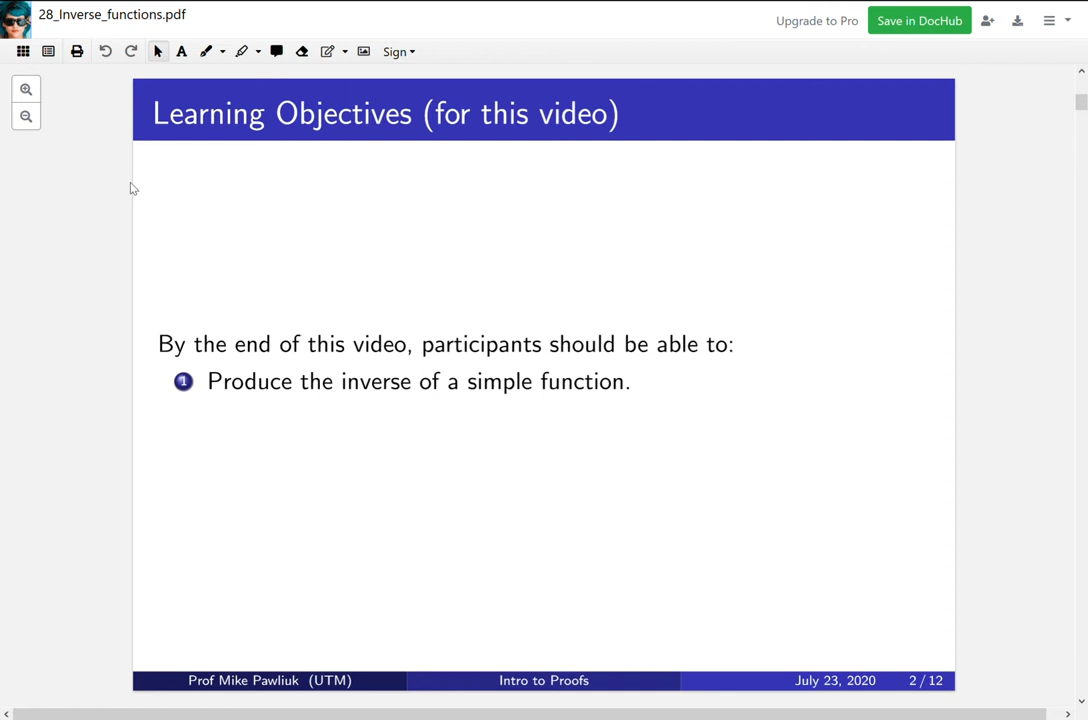 28_Inverse_functions.pdf
Upgrade to Pro
Save in DocHub
A
Sign
Learning Objectives (for this video)
By the end of this video, participants should be able to:
1 Produce the inverse of a simple function.
Prof Mike Pawliuk (UTM) Intro to Proofs July 23, 2020 2 / 12